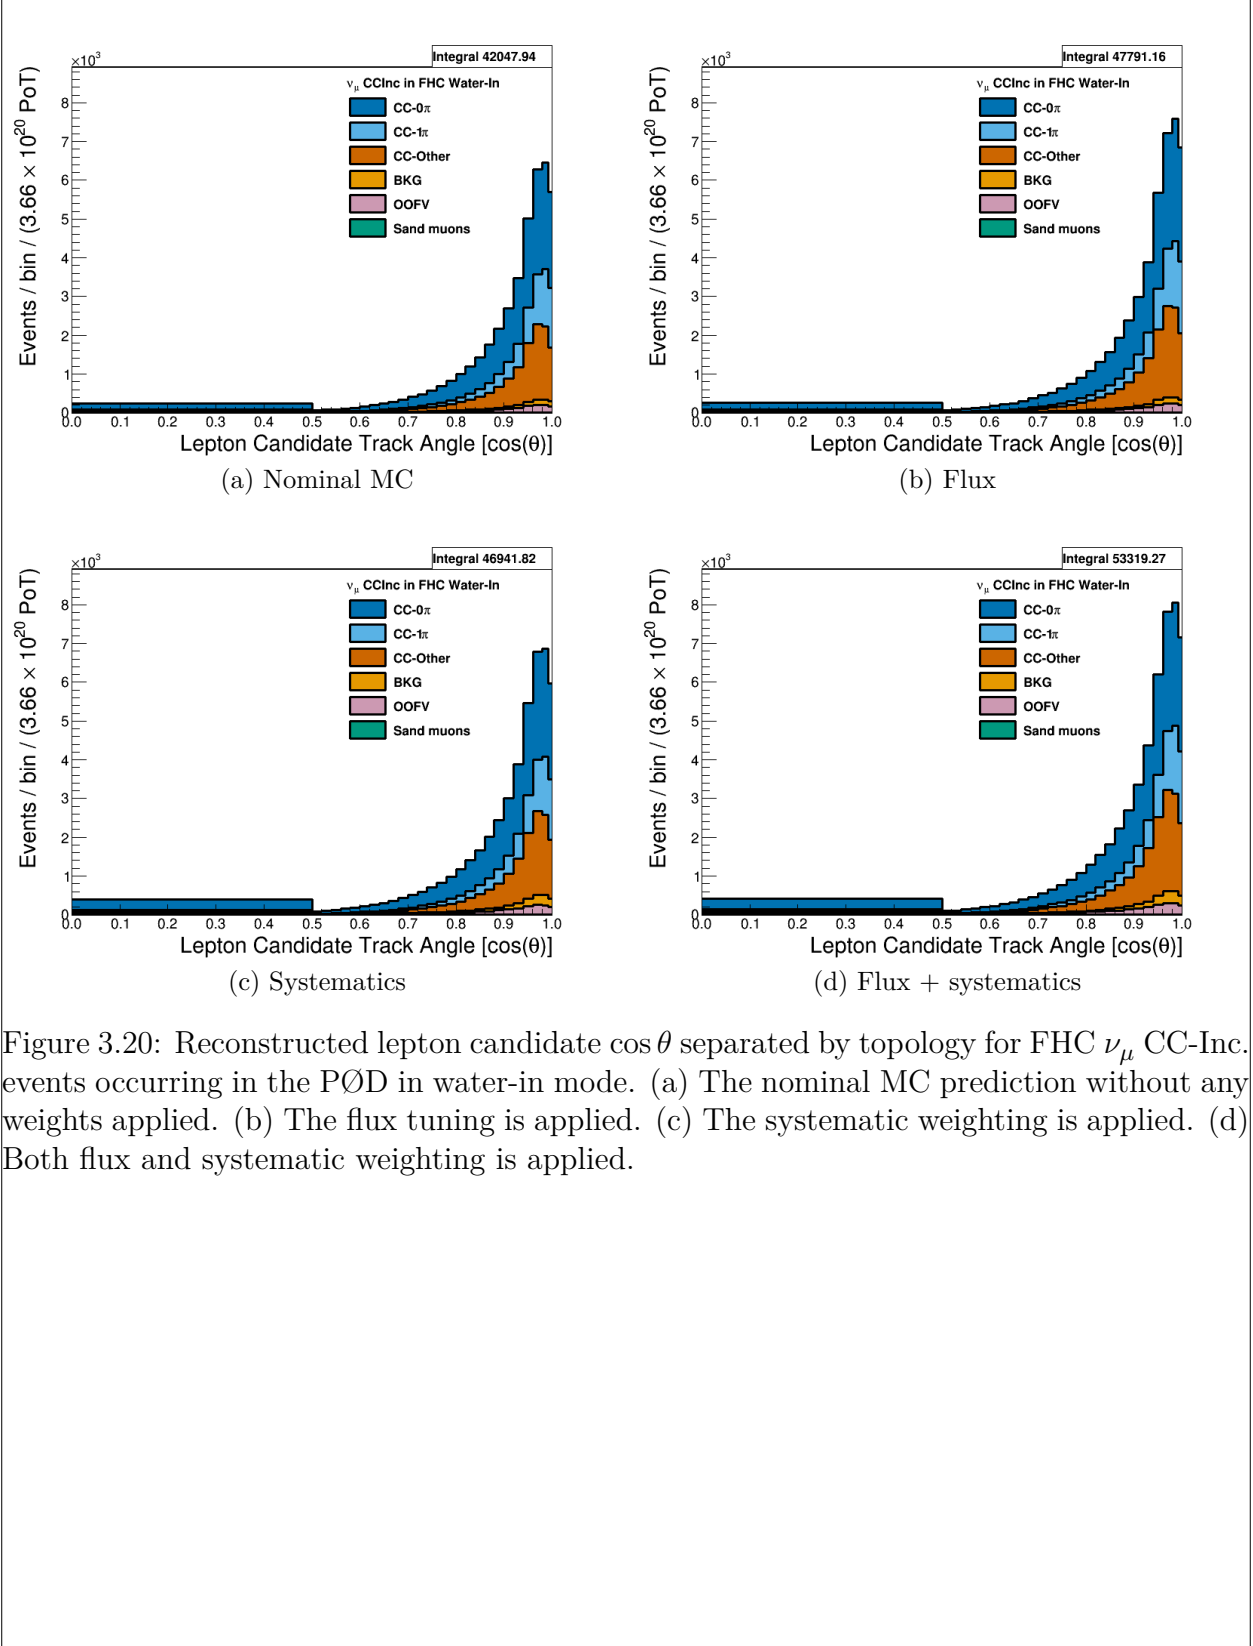 ×10³
Integral 42047.94
νμ CCInc in FHC Water-In
CC-0π
CC-1π
CC-Other
BKG
OOFV
Sand muons
Events / bin / (3.66 × 10²⁰ PoT)
8
7
6
5
4
3
2
1
0
0.0 0.1 0.2 0.3 0.4 0.5 0.6 0.7 0.8 0.9 1.0
Lepton Candidate Track Angle [cos(θ)]
(a) Nominal MC
×10³
Integral 47791.16
νμ CCInc in FHC Water-In
CC-0π
CC-1π
CC-Other
BKG
OOFV
Sand muons
Events / bin / (3.66 × 10²⁰ PoT)
8
7
6
5
4
3
2
1
0
0.0 0.1 0.2 0.3 0.4 0.5 0.6 0.7 0.8 0.9 1.0
Lepton Candidate Track Angle [cos(θ)]
(b) Flux
×10³
Integral 46941.82
νμ CCInc in FHC Water-In
CC-0π
CC-1π
CC-Other
BKG
OOFV
Sand muons
Events / bin / (3.66 × 10²⁰ PoT)
8
7
6
5
4
3
2
1
0
0.0 0.1 0.2 0.3 0.4 0.5 0.6 0.7 0.8 0.9 1.0
Lepton Candidate Track Angle [cos(θ)]
(c) Systematics
×10³
Integral 53319.27
νμ CCInc in FHC Water-In
CC-0π
CC-1π
CC-Other
BKG
OOFV
Sand muons
Events / bin / (3.66 × 10²⁰ PoT)
8
7
6
5
4
3
2
1
0
0.0 0.1 0.2 0.3 0.4 0.5 0.6 0.7 0.8 0.9 1.0
Lepton Candidate Track Angle [cos(θ)]
(d) Flux + systematics
Figure 3.20: Reconstructed lepton candidate cos θ separated by topology for FHC νμ CC-Inc.
events occurring in the PØD in water-in mode. (a) The nominal MC prediction without any
weights applied. (b) The flux tuning is applied. (c) The systematic weighting is applied. (d)
Both flux and systematic weighting is applied.